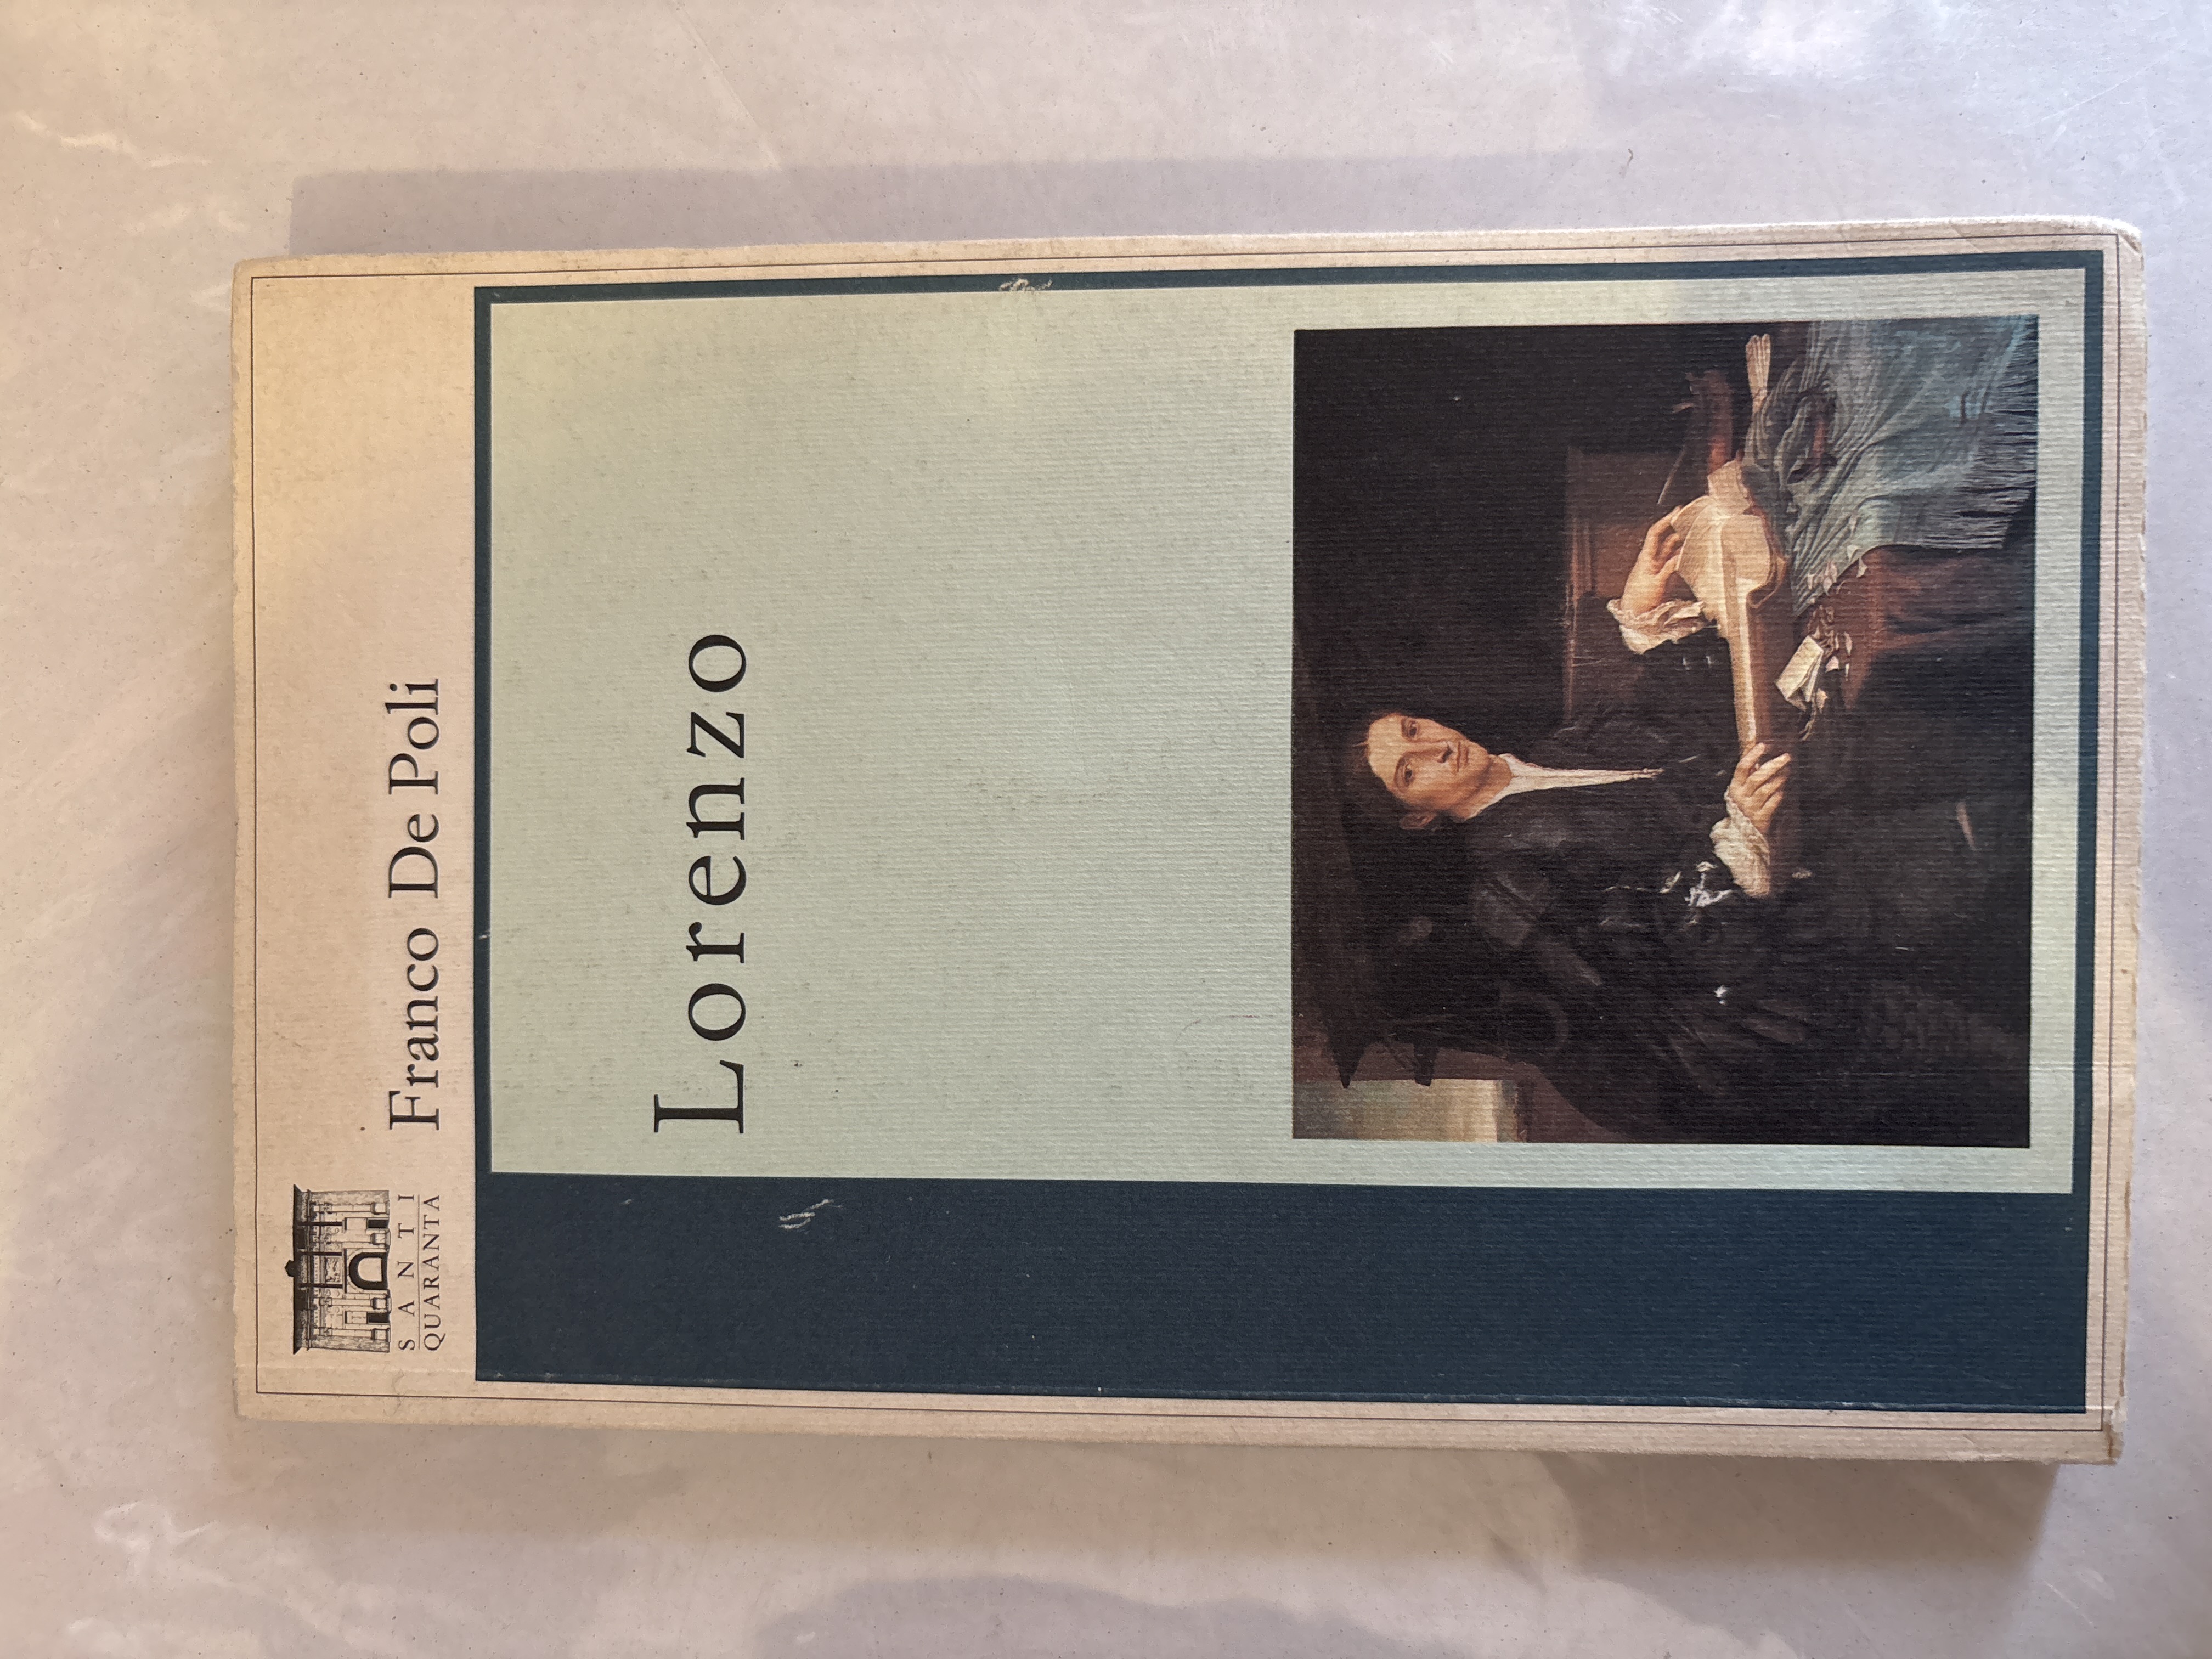 SANTI
QUARANTA
Franco De Poli
Lorenzo